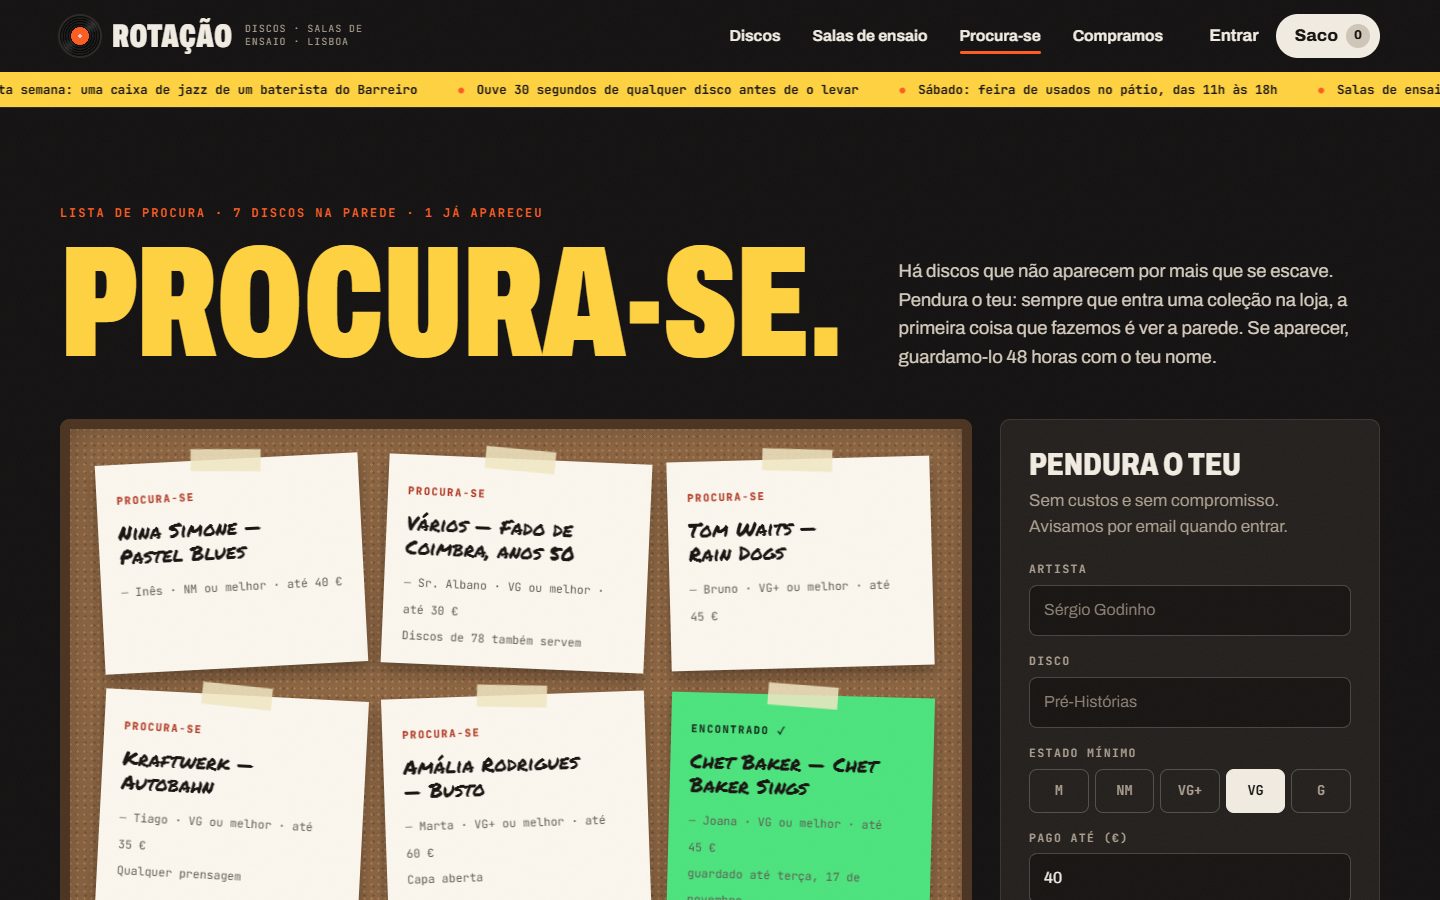 ROTAÇÃO
DISCOS · SALAS DE
ENSAIO · LISBOA
Discos
Salas de ensaio
Procura-se
Compramos
Entrar
Saco 0
semana: uma caixa de jazz de um baterista do Barreiro • Ouve 30 segundos de qualquer disco antes de o levar • Sábado: feira de usados no pátio, das 11h às 18h • Salas de
LISTA DE PROCURA · 7 DISCOS NA PAREDE · 1 JÁ APARECEU
PROCURA-SE.
Há discos que não aparecem por mais que se escave.
Pendura o teu: sempre que entra uma coleção na loja, a
primeira coisa que fazemos é ver a parede. Se aparecer,
guardamo-lo 48 horas com o teu nome.
PROCURA-SE
Nina Simone —
Pastel Blues
— Inês · NM ou melhor · até 40 €
PROCURA-SE
Vários — Fado de
Coimbra, anos 50
— Sr. Albano · VG ou melhor ·
até 30 €
Discos de 78 também servem
PROCURA-SE
Tom Waits —
Rain Dogs
— Bruno · VG+ ou melhor · até
45 €
PROCURA-SE
Kraftwerk —
Autobahn
— Tiago · VG ou melhor · até
35 €
Qualquer prensagem
PROCURA-SE
Amália Rodrigues
— Busto
— Marta · VG+ ou melhor · até
60 €
Capa aberta
ENCONTRADO ✓
Chet Baker — Chet
Baker Sings
— Joana · VG ou melhor · até
45 €
guardado até terça, 17 de
novembro
PENDURA O TEU
Sem custos e sem compromisso.
Avisamos por email quando entrar.
ARTISTA
Sérgio Godinho
DISCO
Pré-Histórias
ESTADO MÍNIMO
M
NM
VG+
VG
G
PAGO ATÉ (€)
40